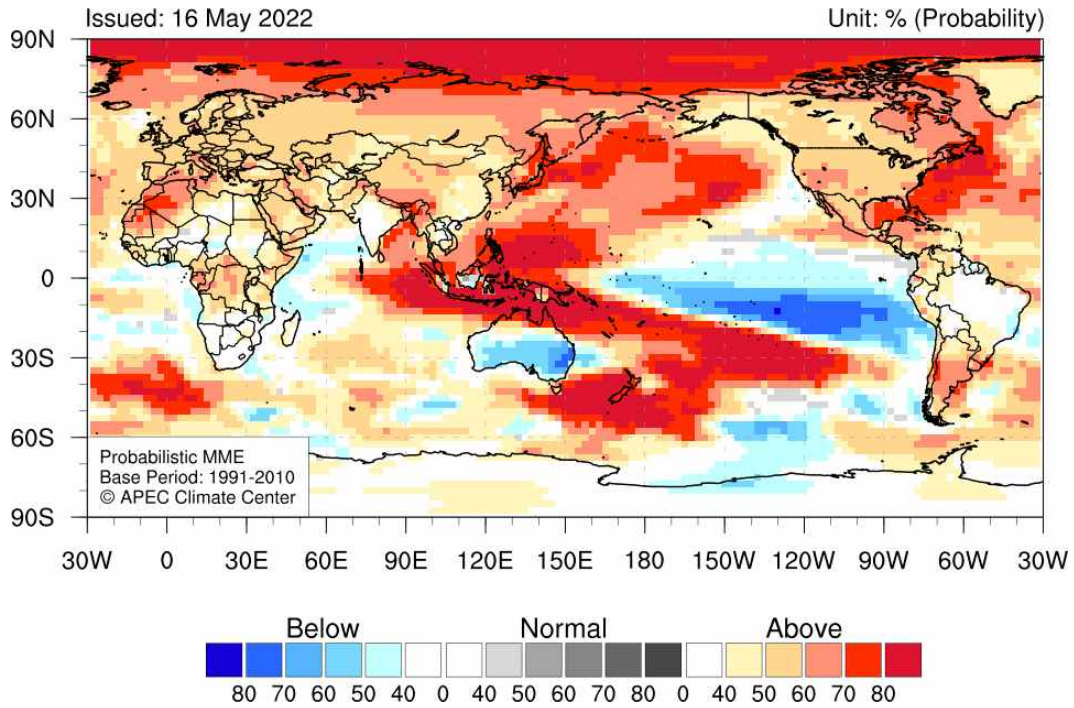 Issued: 16 May 2022 Unit: % (Probability)
90N
60N
30N
0
30S
60S
90S
Probabilistic MME
Base Period: 1991-2010
© APEC Climate Center
30W 0 30E 60E 90E 120E 150E 180 150W 120W 90W 60W 30W
Below Normal Above
80 70 60 50 40 0 40 50 60 70 80 0 40 50 60 70 80